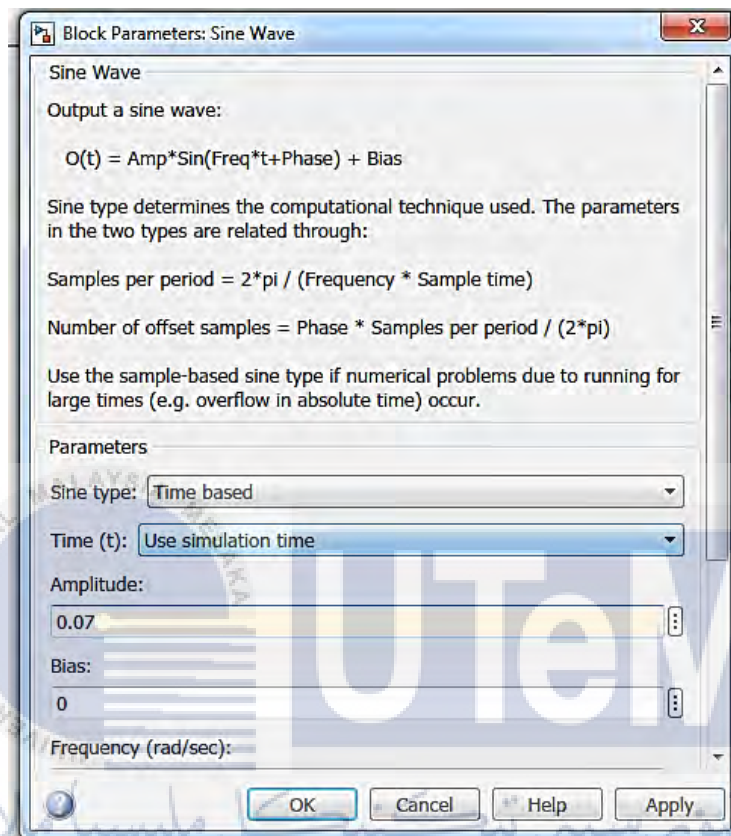 Block Parameters: Sine Wave
Sine Wave
Output a sine wave:
O(t) = Amp*Sin(Freq*t+Phase) + Bias
Sine type determines the computational technique used. The parameters
in the two types are related through:
Samples per period = 2*pi / (Frequency * Sample time)
Number of offset samples = Phase * Samples per period / (2*pi)
Use the sample-based sine type if numerical problems due to running for
large times (e.g. overflow in absolute time) occur.
Parameters
Sine type: Time based
Time (t): Use simulation time
Amplitude:
0.07
Bias:
0
Frequency (rad/sec):
OK Cancel Help Apply
UTeM